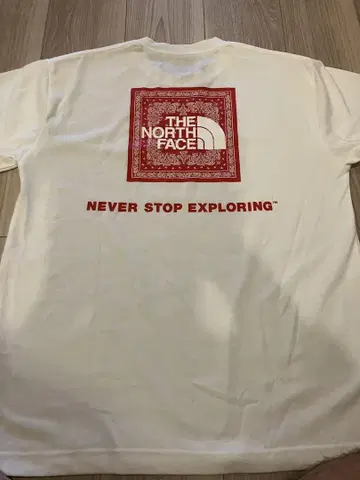 THE
NORTH
FACE
NEVER STOP EXPLORING™